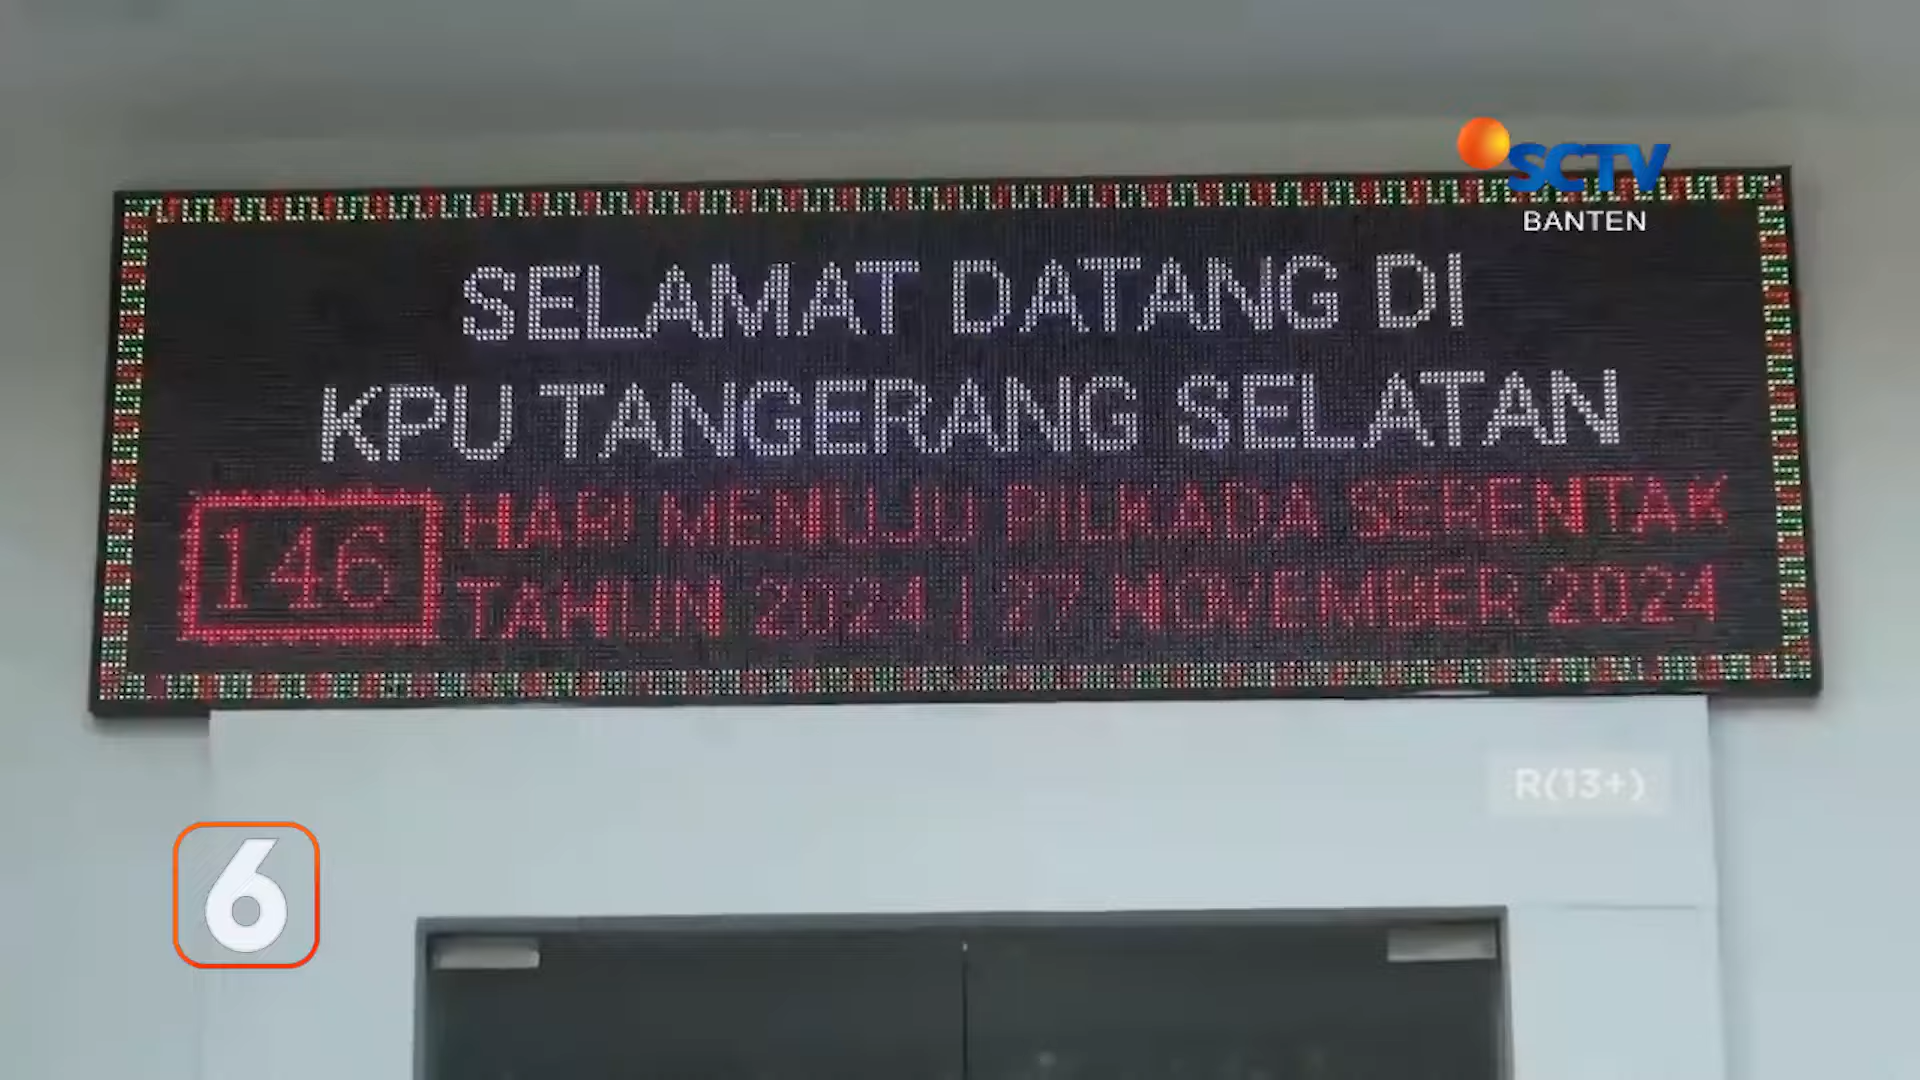 SCTV
BANTEN
SELAMAT DATANG DI
KPU TANGERANG SELATAN
146
HARI MENUJU PILKADA SERENTAK
TAHUN 2024 | 27 NOVEMBER 2024
R(13+)
6